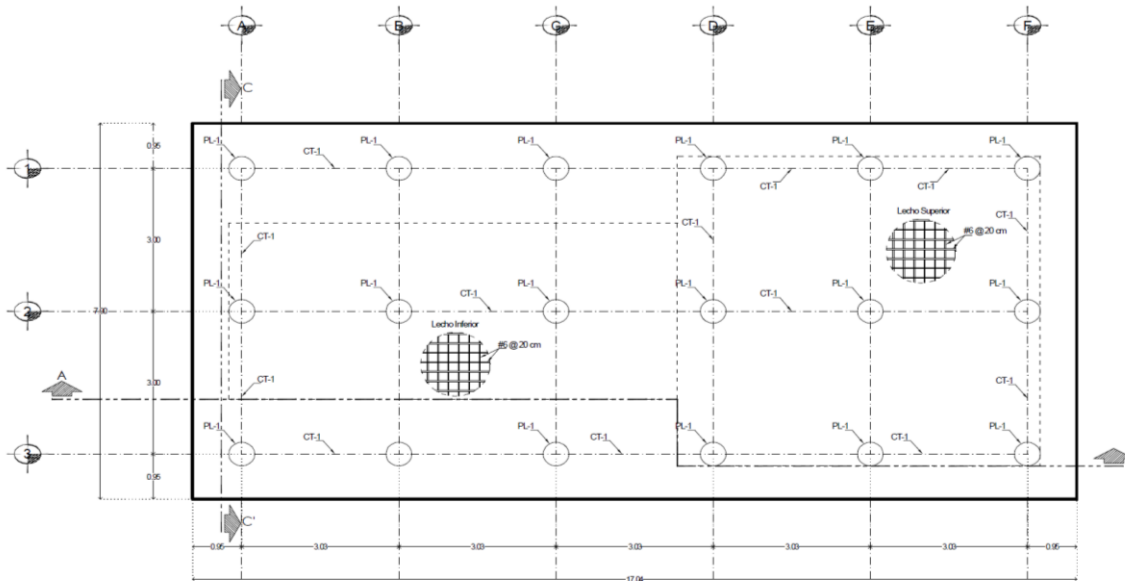 A B C D E F
C
PL-1 PL-1 PL-1 PL-1 PL-1 PL-1
CT-1
0.95
1
CT-1 CT-1
Lecho Superior
CT-1 CT-1
#6 @ 20 cm
CT-1
3.00
PL-1 PL-1 PL-1 PL-1 PL-1 PL-1
CT-1 CT-1
2
Lecho Inferior
#6 @ 20 cm
A
CT-1 CT-1
3.00
PL-1 PL-1 PL-1 PL-1 PL-1
CT-1 CT-1 CT-1
3
0.95
C'
0.95 3.03 3.03 3.03 3.03 3.03 0.95
17.04